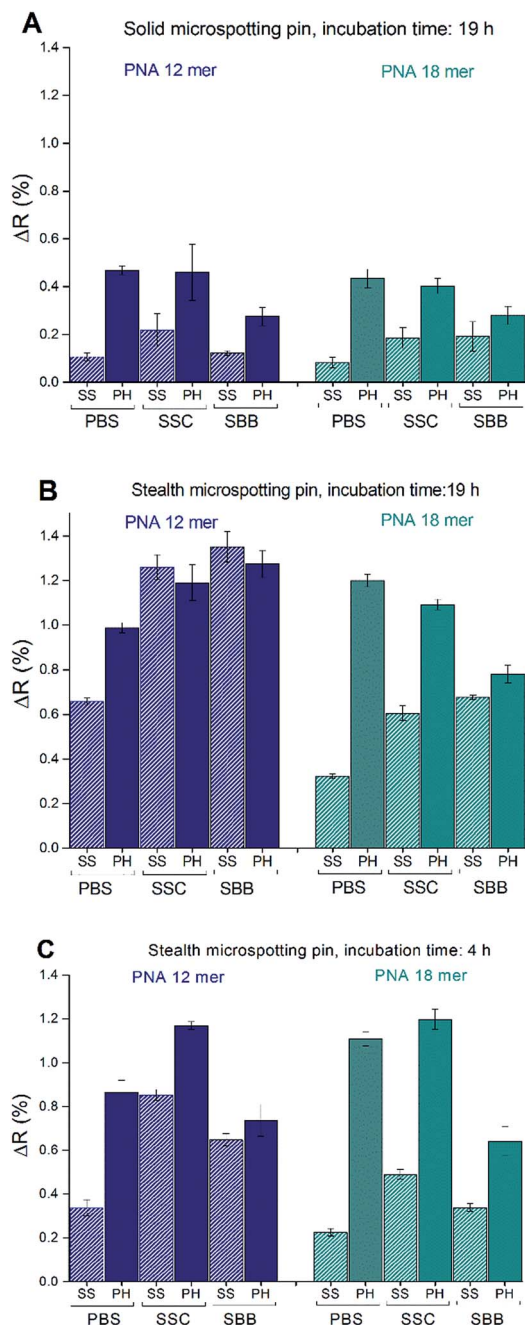 A
Solid microspotting pin, incubation time: 19 h
PNA 12 mer PNA 18 mer
ΔR (%)
1.4
1.2
1.0
0.8
0.6
0.4
0.2
0.0
SS PH SS PH SS PH SS PH SS PH SS PH
PBS SSC SBB PBS SSC SBB
B
Stealth microspotting pin, incubation time:19 h
PNA 12 mer PNA 18 mer
ΔR (%)
1.4
1.2
1.0
0.8
0.6
0.4
0.2
0.0
SS PH SS PH SS PH SS PH SS PH SS PH
PBS SSC SBB PBS SSC SBB
C
Stealth microspotting pin, incubation time: 4 h
PNA 12 mer PNA 18 mer
ΔR (%)
1.4
1.2
1.0
0.8
0.6
0.4
0.2
0.0
SS PH SS PH SS PH SS PH SS PH SS PH
PBS SSC SBB PBS SSC SBB